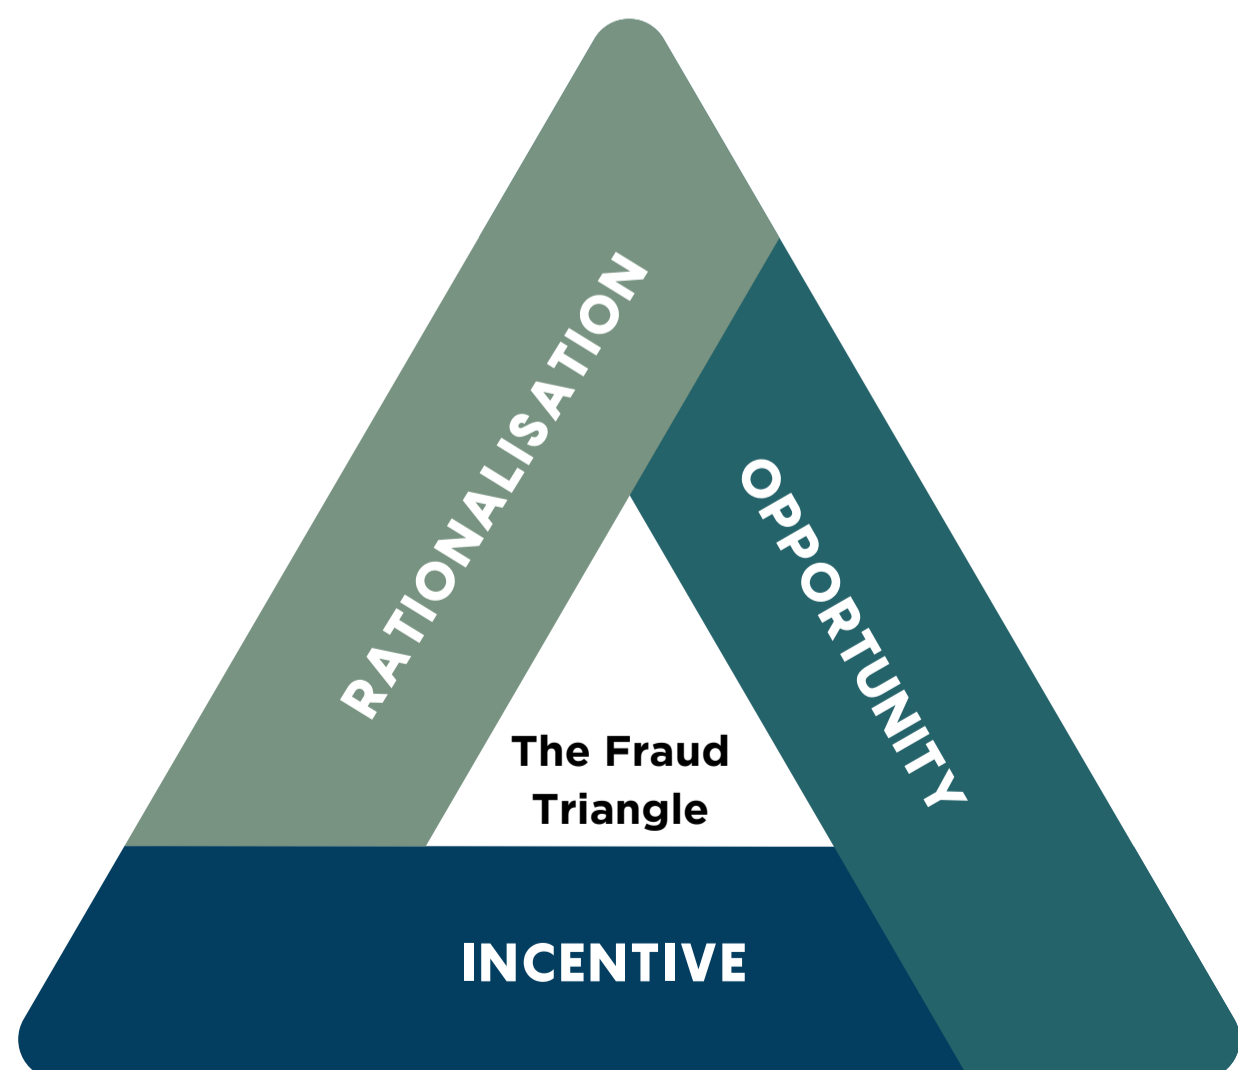 RATIONALISATION
OPPORTUNITY
The Fraud
Triangle
INCENTIVE